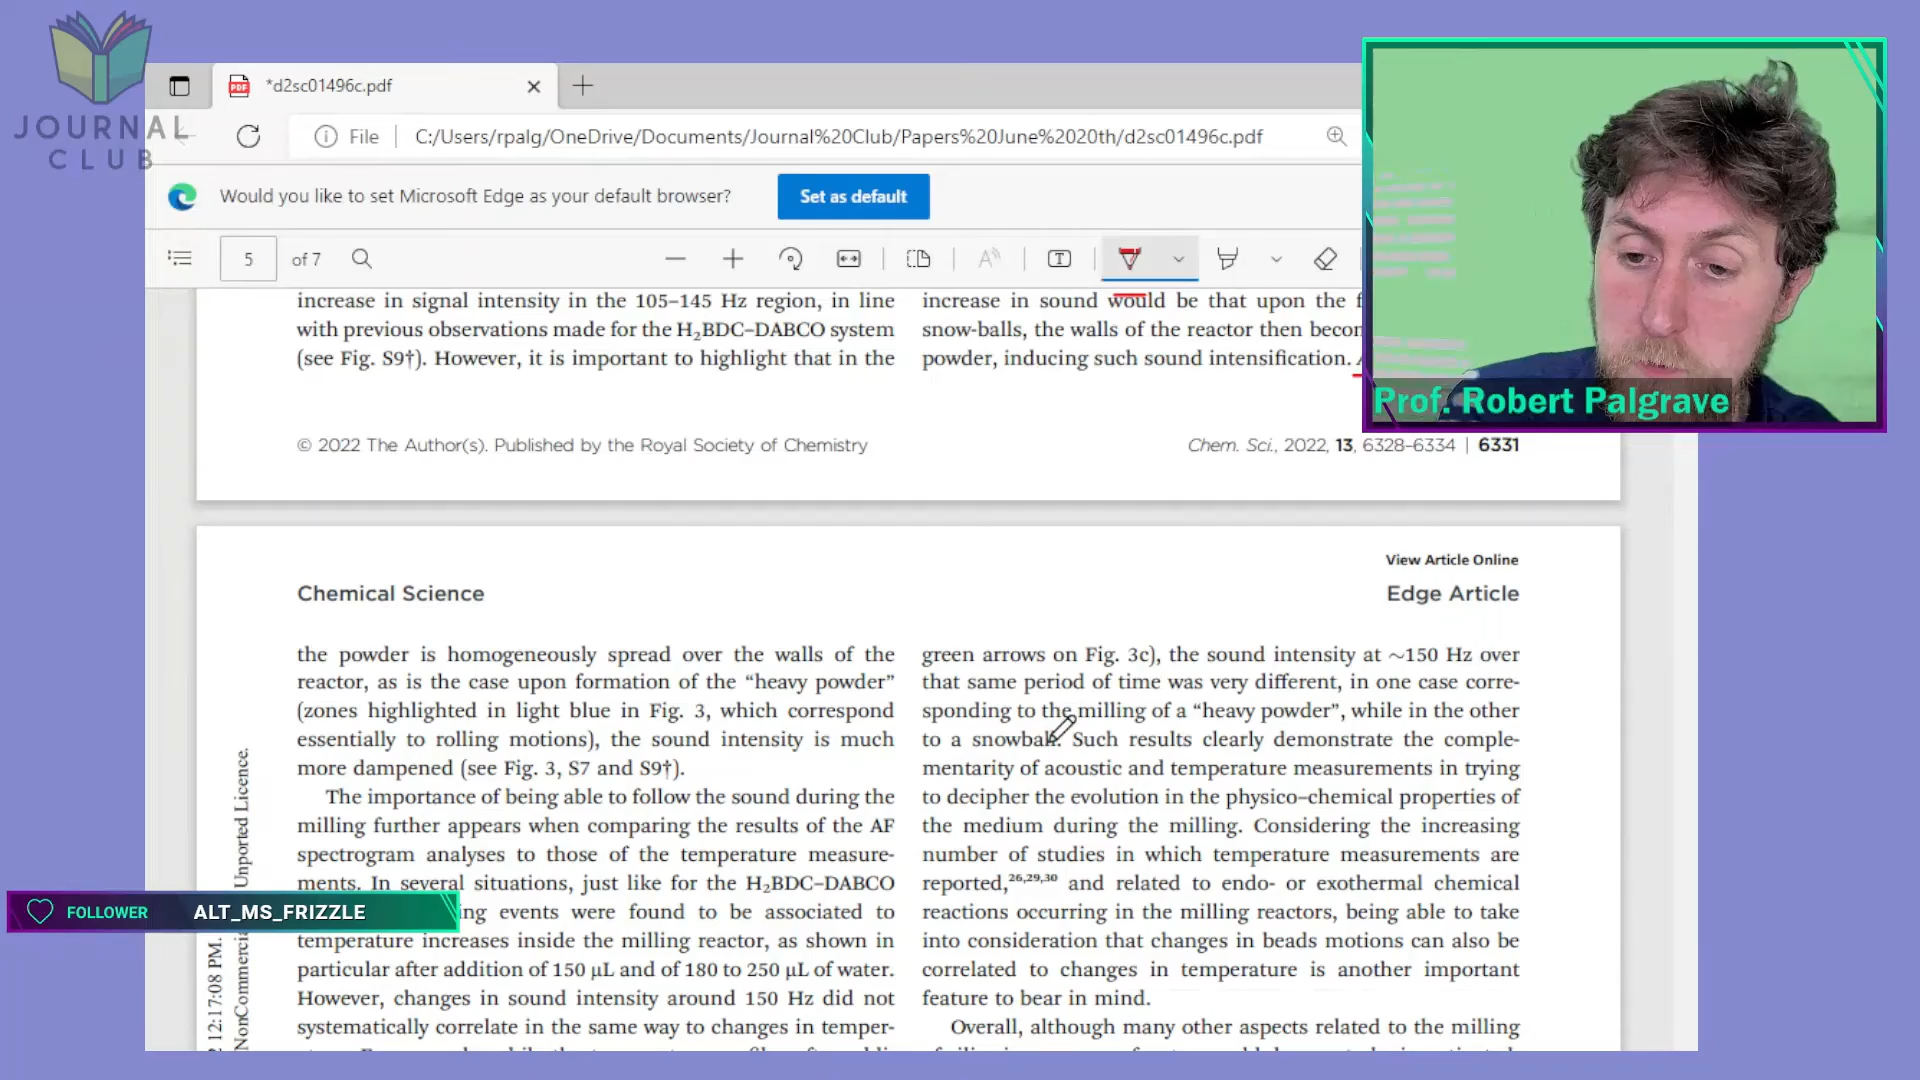 JOURNAL
CLUB
*d2sc01496c.pdf
File
C:/Users/rpalg/OneDrive/Documents/Journal%20Club/Papers%20June%2020th/d2sc01496c.pdf
Would you like to set Microsoft Edge as your default browser?
Set as default
5
of 7
increase in signal intensity in the 105–145 Hz region, in line
with previous observations made for the H₂BDC–DABCO system
(see Fig. S9†). However, it is important to highlight that in the
increase in sound would be that upon the
snow-balls, the walls of the reactor then
powder, inducing such sound intensification.
Prof. Robert Palgrave
© 2022 The Author(s). Published by the Royal Society of Chemistry
Chem. Sci., 2022, 13, 6328–6334 | 6331
View Article Online
Chemical Science
Edge Article
the powder is homogeneously spread over the walls of the
reactor, as is the case upon formation of the “heavy powder”
(zones highlighted in light blue in Fig. 3, which correspond
essentially to rolling motions), the sound intensity is much
more dampened (see Fig. 3, S7 and S9†).
The importance of being able to follow the sound during the
milling further appears when comparing the results of the AF
spectrogram analyses to those of the temperature measure-
ments. In several situations, just like for the H₂BDC–DABCO
ing events were found to be associated to
temperature increases inside the milling reactor, as shown in
particular after addition of 150 μL and of 180 to 250 μL of water.
However, changes in sound intensity around 150 Hz did not
systematically correlate in the same way to changes in temper-
green arrows on Fig. 3c), the sound intensity at ~150 Hz over
that same period of time was very different, in one case corre-
sponding to the milling of a “heavy powder”, while in the other
to a snowball. Such results clearly demonstrate the comple-
mentarity of acoustic and temperature measurements in trying
to decipher the evolution in the physico–chemical properties of
the medium during the milling. Considering the increasing
number of studies in which temperature measurements are
reported,²⁶,²⁹,³⁰ and related to endo- or exothermal chemical
reactions occurring in the milling reactors, being able to take
into consideration that changes in beads motions can also be
correlated to changes in temperature is another important
feature to bear in mind.
Overall, although many other aspects related to the milling
12:17:08 PM.
Unported Licence.
FOLLOWER
ALT_MS_FRIZZLE